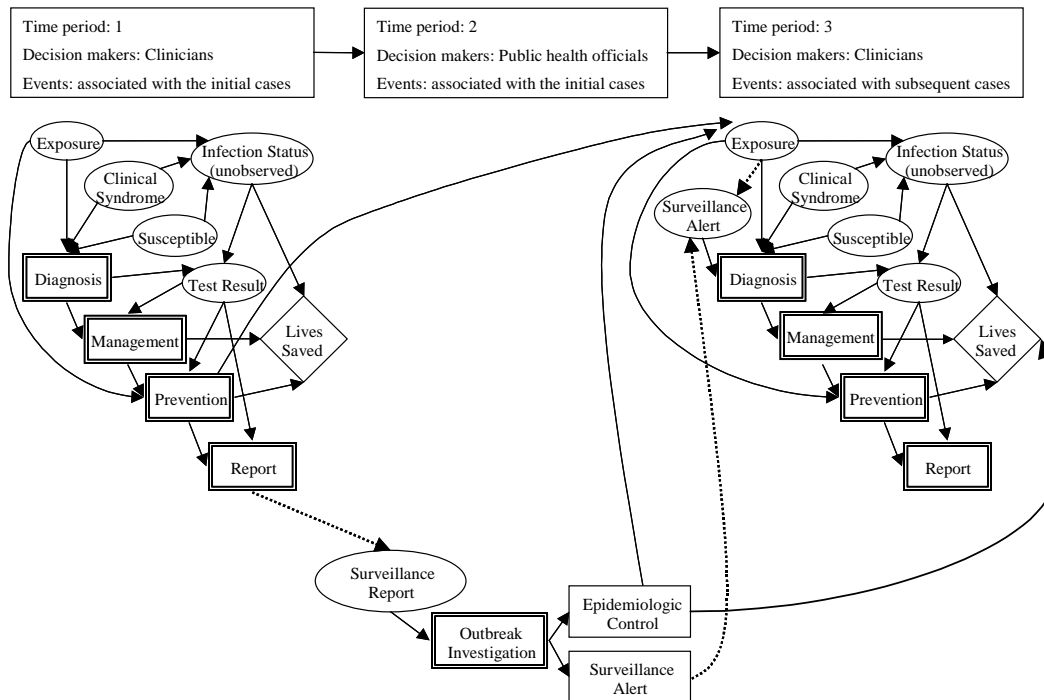 Time period: 1
Decision makers: Clinicians
Events: associated with the initial cases
Time period: 2
Decision makers: Public health officials
Events: associated with the initial cases
Time period: 3
Decision makers: Clinicians
Events: associated with subsequent cases
Exposure
Infection Status
(unobserved)
Clinical
Syndrome
Susceptible
Diagnosis
Test Result
Management
Lives
Saved
Prevention
Report
Exposure
Infection Status
(unobserved)
Clinical
Syndrome
Surveillance
Alert
Susceptible
Diagnosis
Test Result
Management
Lives
Saved
Prevention
Report
Surveillance
Report
Outbreak
Investigation
Epidemiologic
Control
Surveillance
Alert